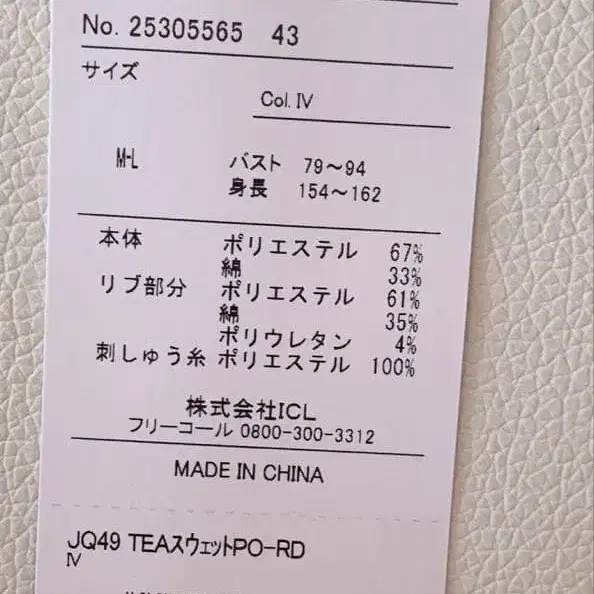 No. 25305565 43
サイズ
Col. IV
M-L バスト 79～94
身長 154～162
本体 ポリエステル 67%
綿 33%
リブ部分 ポリエステル 61%
綿 35%
ポリウレタン 4%
刺しゅう糸 ポリエステル 100%
株式会社ICL
フリーコール 0800-300-3312
MADE IN CHINA
JQ49 TEAスウェットPO-RD
IV